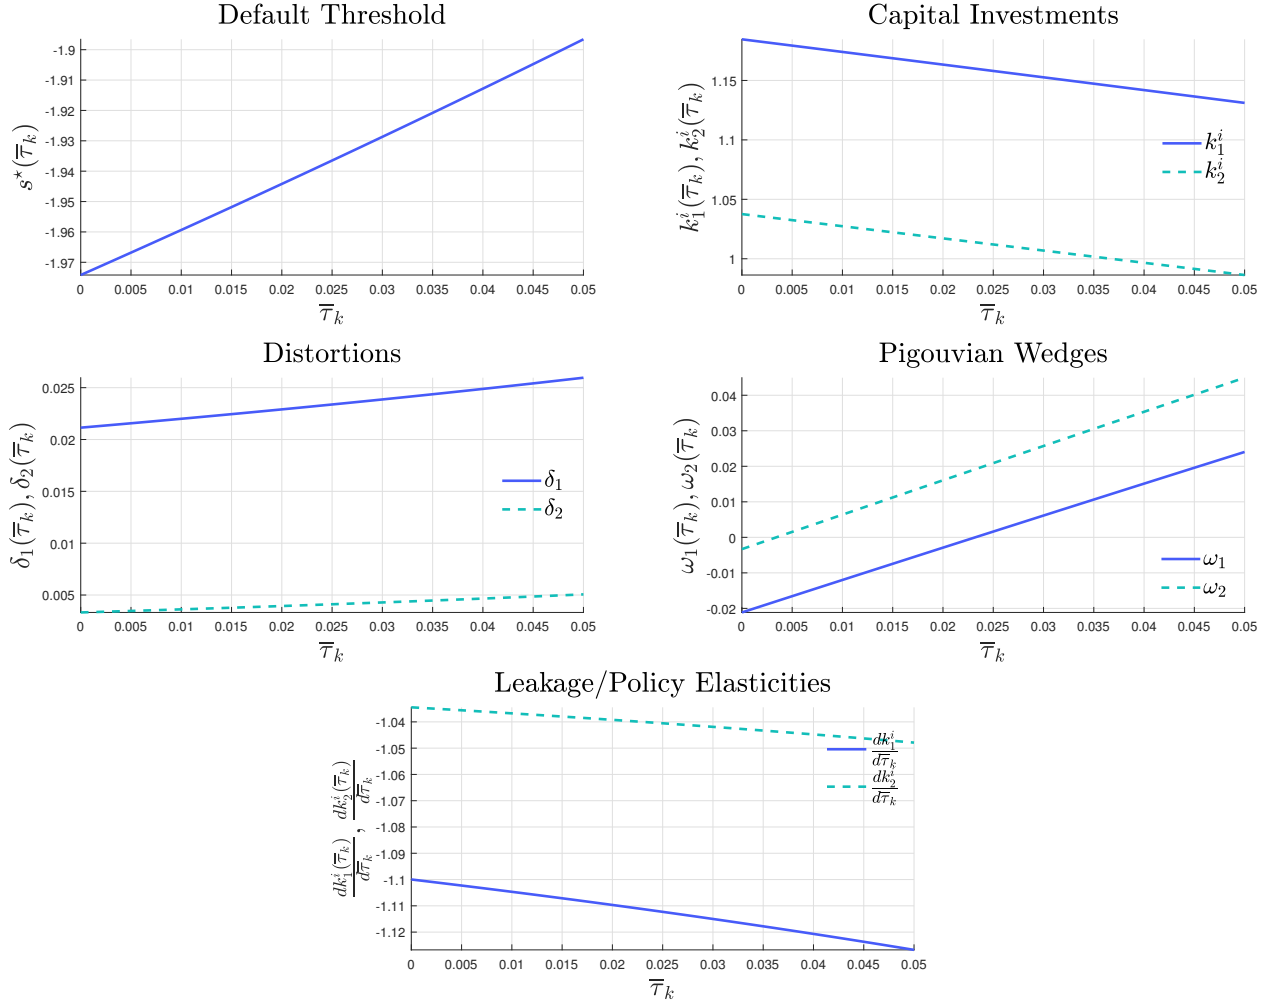 Default Threshold
s⋆(τ̅ₖ)
-1.9
-1.91
-1.92
-1.93
-1.94
-1.95
-1.96
-1.97
0 0.005 0.01 0.015 0.02 0.025 0.03 0.035 0.04 0.045 0.05
τ̅ₖ
Capital Investments
k₁ⁱ(τ̅ₖ), k₂ⁱ(τ̅ₖ)
1.15
1.1
1.05
1
k₁ⁱ
k₂ⁱ
0 0.005 0.01 0.015 0.02 0.025 0.03 0.035 0.04 0.045 0.05
τ̅ₖ
Distortions
δ₁(τ̅ₖ), δ₂(τ̅ₖ)
0.025
0.02
0.015
0.01
0.005
δ₁
δ₂
0 0.005 0.01 0.015 0.02 0.025 0.03 0.035 0.04 0.045 0.05
τ̅ₖ
Pigouvian Wedges
ω₁(τ̅ₖ), ω₂(τ̅ₖ)
0.04
0.03
0.02
0.01
0
-0.01
-0.02
ω₁
ω₂
0 0.005 0.01 0.015 0.02 0.025 0.03 0.035 0.04 0.045 0.05
τ̅ₖ
Leakage/Policy Elasticities
dk₁ⁱ(τ̅ₖ)/dτ̅ₖ, dk₂ⁱ(τ̅ₖ)/dτ̅ₖ
-1.04
-1.05
-1.06
-1.07
-1.08
-1.09
-1.1
-1.11
-1.12
dk₁ⁱ/dτ̅ₖ
dk₂ⁱ/dτ̅ₖ
0 0.005 0.01 0.015 0.02 0.025 0.03 0.035 0.04 0.045 0.05
τ̅ₖ